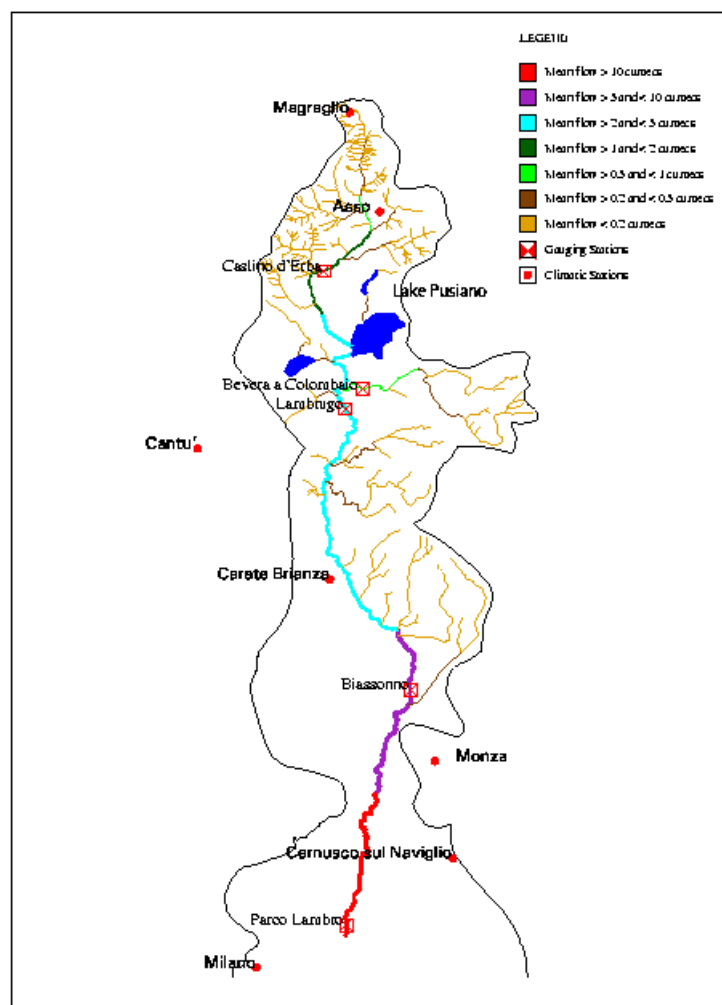 LEGEND
Mean flow > 10 cumecs
Mean flow > 5 and < 10 cumecs
Mean flow > 2 and < 5 cumecs
Mean flow > 1 and < 2 cumecs
Mean flow > 0.5 and < 1 cumecs
Mean flow > 0.2 and < 0.5 cumecs
Mean flow < 0.2 cumecs
Gauging Stations
Climatic Stations
Magreglio
Asso
Caslino d'Erba
Lake Pusiano
Bevera a Colombaio
Lambrugo
Cantu'
Carate Brianza
Biassonno
Monza
Cernusco sul Naviglio
Parco Lambro
Milano